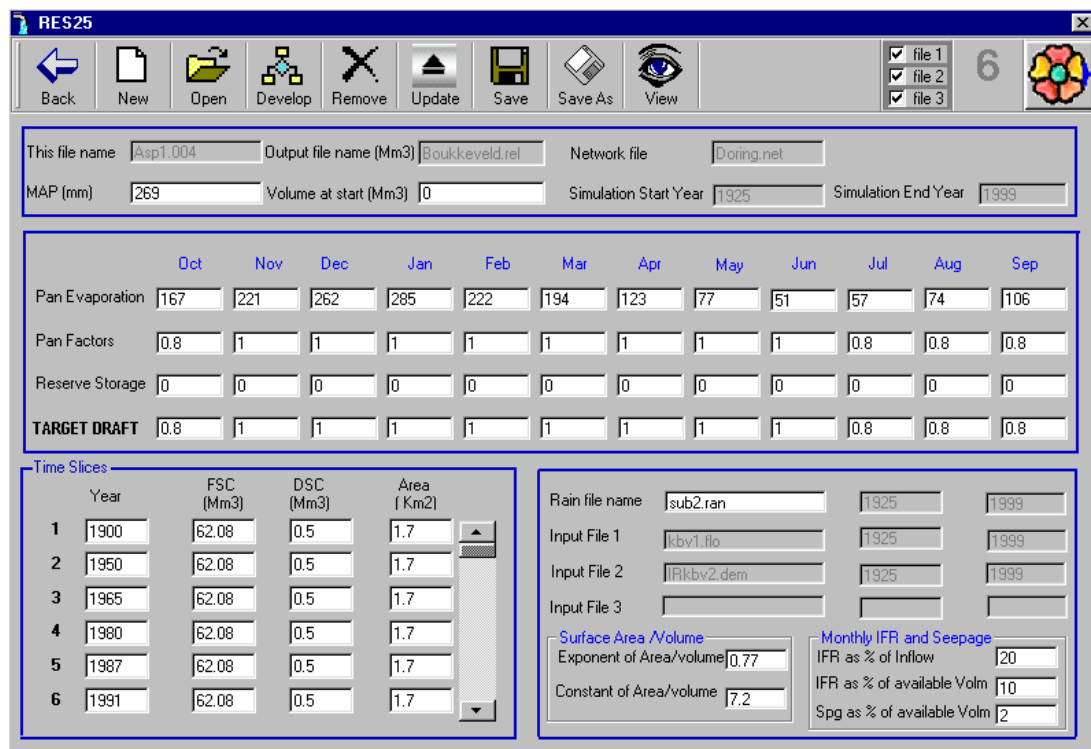 RES25
Back New Open Develop Remove Update Save Save As View
file 1
file 2
file 3
6
This file name Asp1.004 Output file name (Mm3) Boukkeveld.rel Network file Doring.net
MAP (mm) 269 Volume at start (Mm3) 0 Simulation Start Year 1925 Simulation End Year 1999
Oct Nov Dec Jan Feb Mar Apr May Jun Jul Aug Sep
Pan Evaporation 167 221 262 285 222 194 123 77 51 57 74 106
Pan Factors 0.8 1 1 1 1 1 1 1 1 0.8 0.8 0.8
Reserve Storage 0 0 0 0 0 0 0 0 0 0 0 0
TARGET DRAFT 0.8 1 1 1 1 1 1 1 1 0.8 0.8 0.8
Time Slices
Year FSC (Mm3) DSC (Mm3) Area ( Km2)
1 1900 62.08 0.5 1.7
2 1950 62.08 0.5 1.7
3 1965 62.08 0.5 1.7
4 1980 62.08 0.5 1.7
5 1987 62.08 0.5 1.7
6 1991 62.08 0.5 1.7
Rain file name sub2.ran 1925 1999
Input File 1 kbv1.flo 1925 1999
Input File 2 IRkbv2.dem 1925 1999
Input File 3
Surface Area /Volume
Exponent of Area/volume 0.77
Constant of Area/volume 7.2
Monthly IFR and Seepage
IFR as % of Inflow 20
IFR as % of available Volm 10
Spg as % of available Volm 2